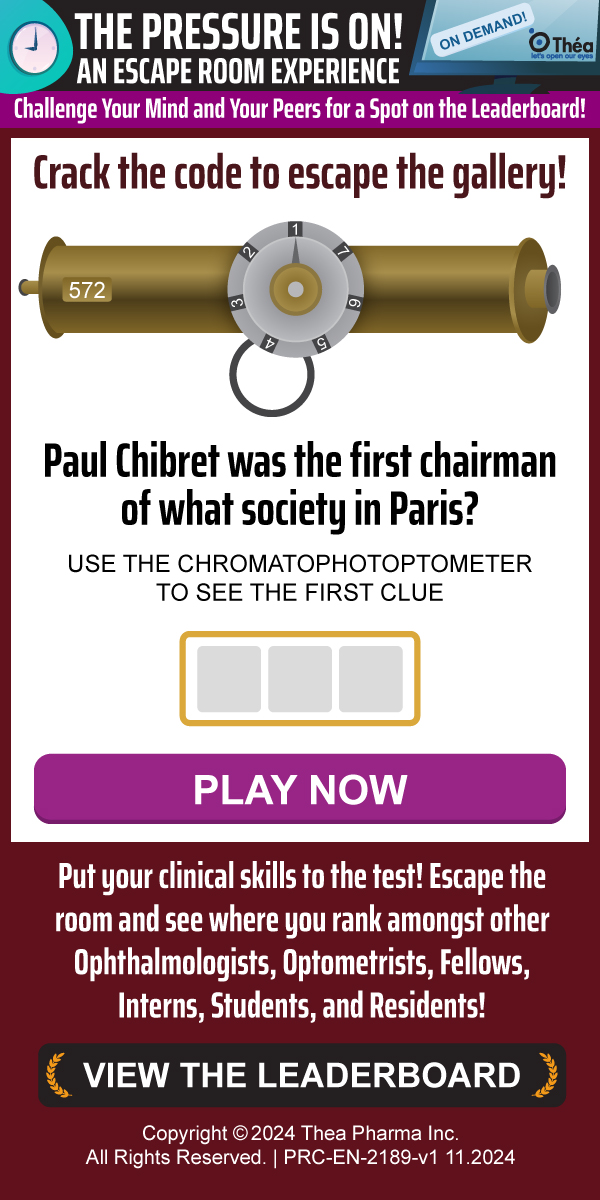 THE PRESSURE IS ON!
AN ESCAPE ROOM EXPERIENCE
ON DEMAND!
Théa
let's open our eyes
Challenge Your Mind and Your Peers for a Spot on the Leaderboard!
Crack the code to escape the gallery!
572
1
2
7
3
6
4
5
Paul Chibret was the first chairman
of what society in Paris?
USE THE CHROMATOPHOTOPTOMETER
TO SEE THE FIRST CLUE
PLAY NOW
Put your clinical skills to the test! Escape the
room and see where you rank amongst other
Ophthalmologists, Optometrists, Fellows,
Interns, Students, and Residents!
VIEW THE LEADERBOARD
Copyright © 2024 Thea Pharma Inc.
All Rights Reserved. | PRC-EN-2189-v1 11.2024